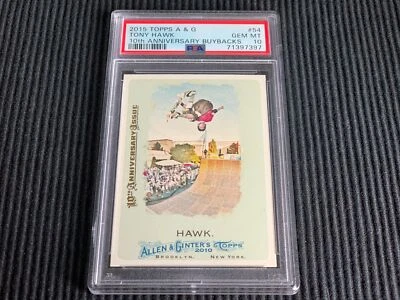 2015 TOPPS A & G #54
TONY HAWK GEM MT
10th ANNIVERSARY BUYBACKS 10
PSA 71397397
10TH ANNIVERSARY ISSUE
HAWK.
ALLEN & GINTER'S TOPPS
2010
BROOKLYN. NEW YORK.